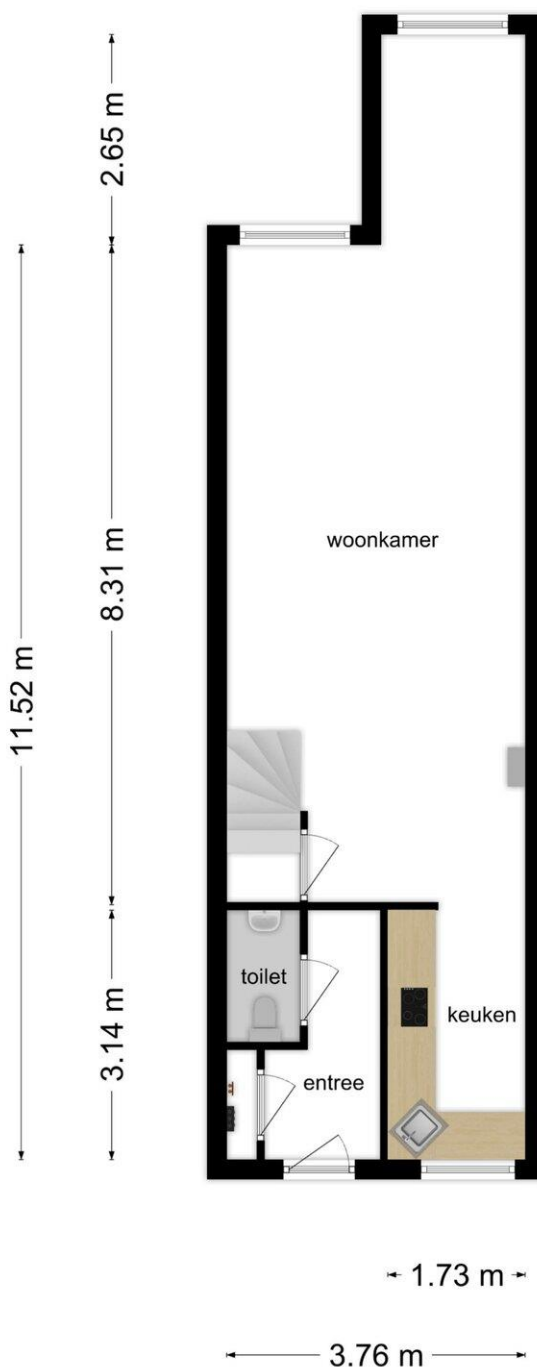 2.65 m
8.31 m
11.52 m
woonkamer
3.14 m
toilet
keuken
entree
1.73 m
3.76 m